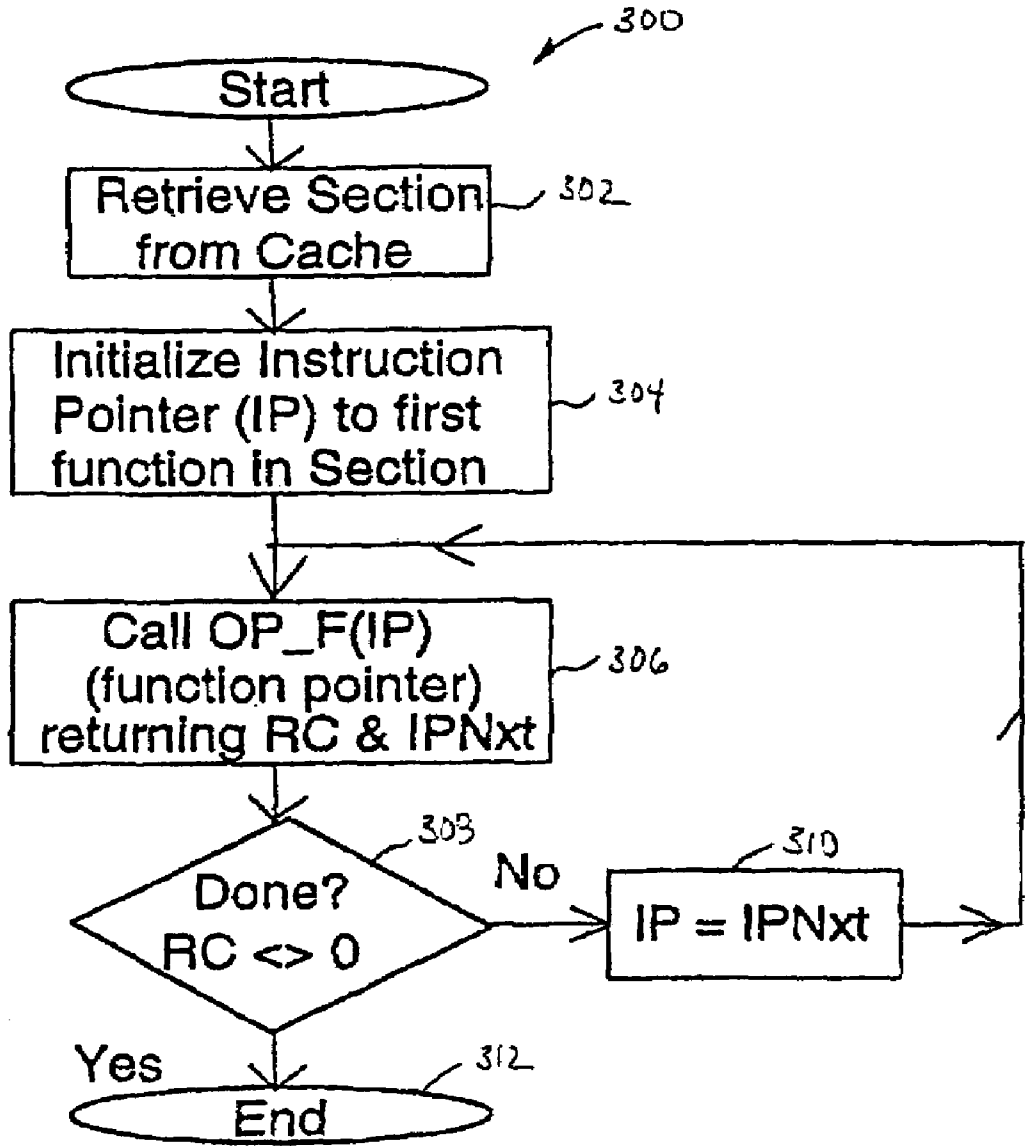 300
Start
Retrieve Section
from Cache
302
Initialize Instruction
Pointer (IP) to first
function in Section
304
Call OP_F(IP)
(function pointer)
returning RC & IPNxt
306
308
Done?
RC <> 0
No
310
IP = IPNxt
Yes
312
End